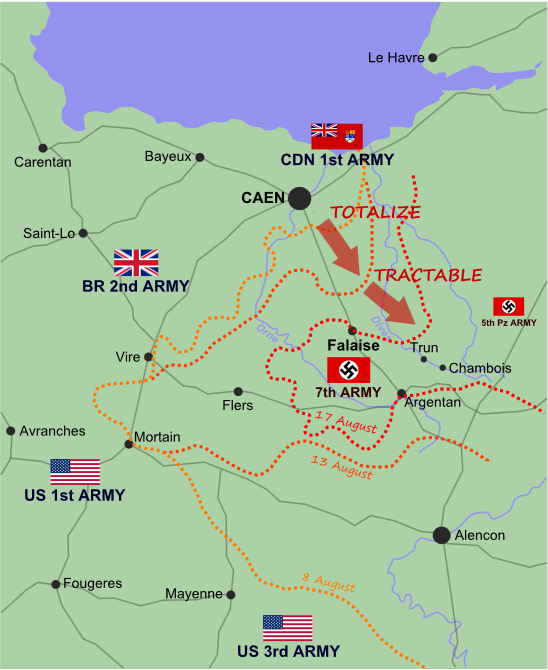 Le Havre
Carentan
Bayeux
CDN 1st ARMY
CAEN
TOTALIZE
Saint-Lo
BR 2nd ARMY
TRACTABLE
5th Pz ARMY
Orne
Dives
Vire
Falaise
Trun
Chambois
7th ARMY
Flers
Argentan
17 August
Avranches
Mortain
13 August
US 1st ARMY
Alencon
8 August
Fougeres
Mayenne
US 3rd ARMY